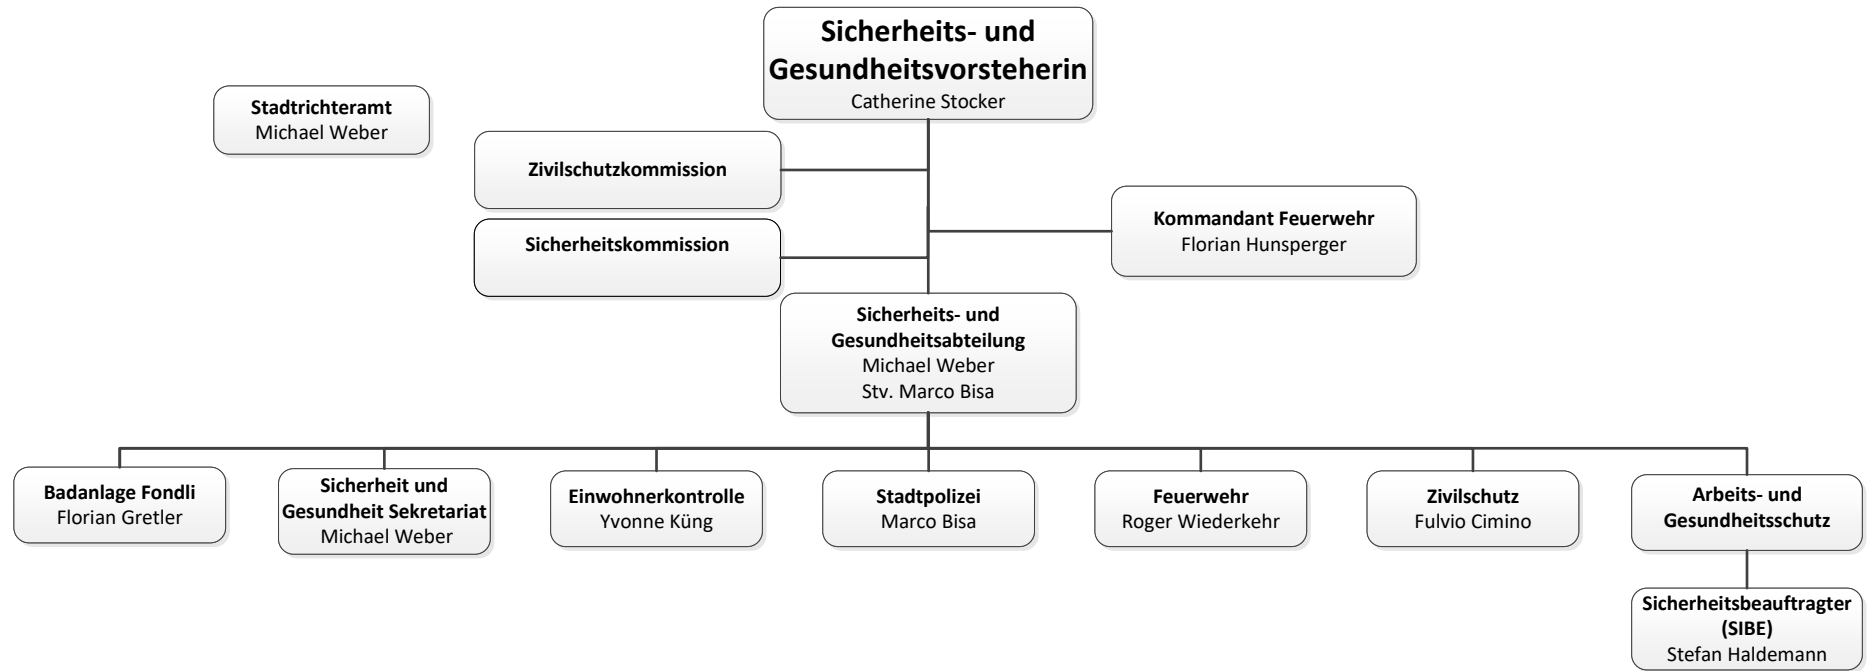 Sicherheits- und
Gesundheitsvorsteherin
Catherine Stocker
Stadtrichteramt
Michael Weber
Zivilschutzkommission
Kommandant Feuerwehr
Florian Hunsperger
Sicherheitskommission
Sicherheits- und
Gesundheitsabteilung
Michael Weber
Stv. Marco Bisa
Badanlage Fondli
Florian Gretler
Sicherheit und
Gesundheit Sekretariat
Michael Weber
Einwohnerkontrolle
Yvonne Küng
Stadtpolizei
Marco Bisa
Feuerwehr
Roger Wiederkehr
Zivilschutz
Fulvio Cimino
Arbeits- und
Gesundheitsschutz
Sicherheitsbeauftragter
(SIBE)
Stefan Haldemann